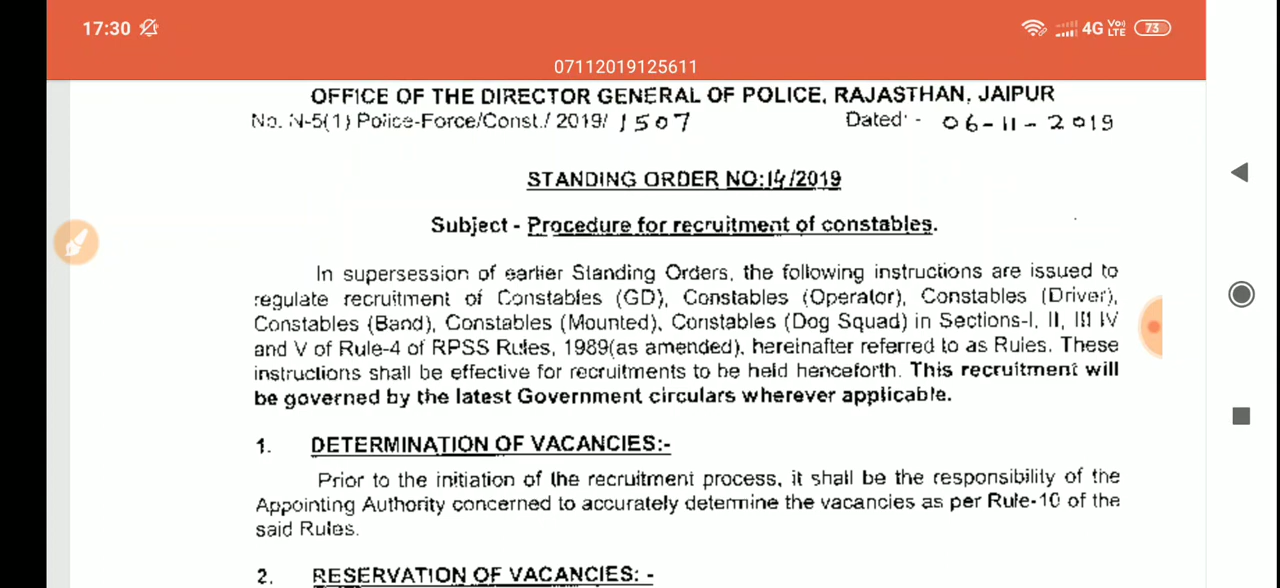 17:30
4G Vo) LTE 73
07112019125611
OFFICE OF THE DIRECTOR GENERAL OF POLICE, RAJASTHAN, JAIPUR
No. N-5(1) Police-Force/Const./ 2019/ 1507 Dated - 06-11-2019
STANDING ORDER NO:14/2019
Subject - Procedure for recruitment of constables.
In supersession of earlier Standing Orders, the following instructions are issued to
regulate recruitment of Constables (GD), Constables (Operator), Constables (Driver),
Constables (Band), Constables (Mounted), Constables (Dog Squad) in Sections-I, II, III IV
and V of Rule-4 of RPSS Rules, 1989(as amended), hereinafter referred to as Rules. These
instructions shall be effective for recruitments to be held henceforth. This recruitment will
be governed by the latest Government circulars wherever applicable.
1. DETERMINATION OF VACANCIES:-
Prior to the initiation of the recruitment process, it shall be the responsibility of the
Appointing Authority concerned to accurately determine the vacancies as per Rule-10 of the
said Rules.
2. RESERVATION OF VACANCIES: -